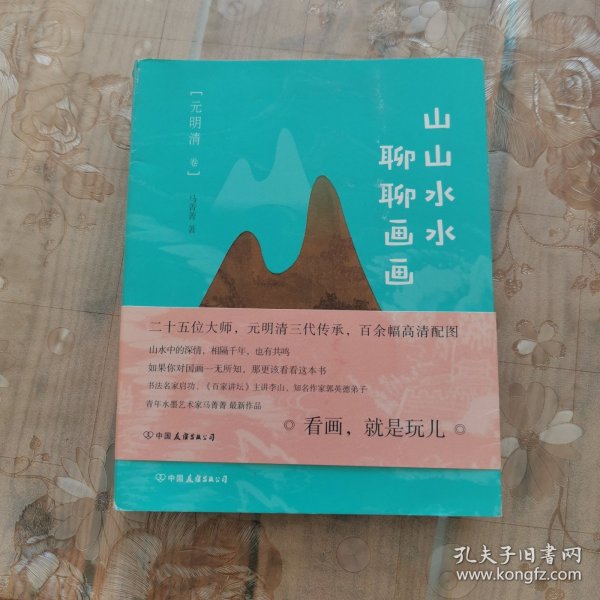 山山水水
聊聊画画
[元明清 卷]
马菁菁 著
二十五位大师，元明清三代传承，百余幅高清配图
山水中的深情，相隔千年，也有共鸣
如果你对国画一无所知，那更该看看这本书
书法名家启功、《百家讲坛》主讲李山、知名作家郭英德弟子
青年水墨艺术家马菁菁 最新作品
◎ 看画，就是玩儿 ◎
中国友谊出版公司
中国友谊出版公司
孔夫子旧书网
www.kongfz.com